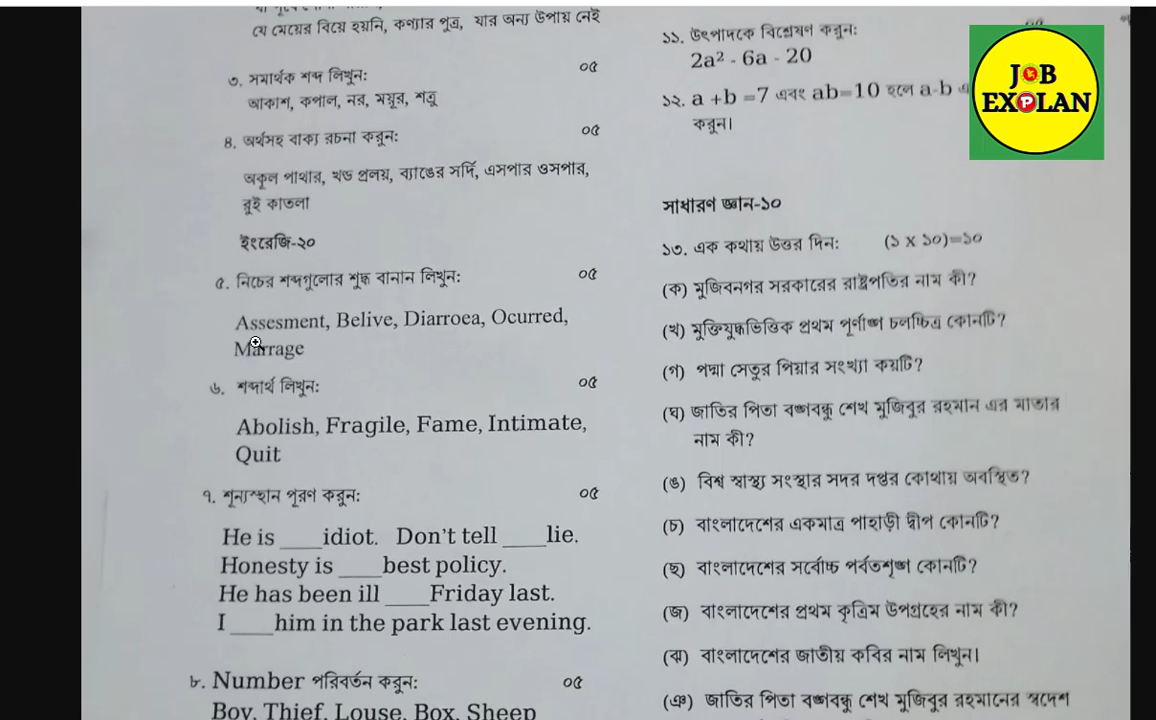 যে মেয়ের বিয়ে হয়নি, কণ্যার পুত্র, যার অন্য উপায় নেই
৩. সমার্থক শব্দ লিখুন: ০৫
আকাশ, কপাল, নর, ময়ূর, শত্রু
৪. অর্থসহ বাক্য রচনা করুন: ০৫
অকূল পাথার, খন্ড প্রলয়, ব্যাঙের সর্দি, এসপার ওসপার,
রুই কাতলা
ইংরেজি-২০
৫. নিচের শব্দগুলোর শুদ্ধ বানান লিখুন: ০৫
Assesment, Belive, Diarroea, Ocurred,
Marrage
৬. শব্দার্থ লিখুন: ০৫
Abolish, Fragile, Fame, Intimate,
Quit
৭. শূন্যস্থান পূরণ করুন: ০৫
He is ____idiot. Don't tell ____lie.
Honesty is ____best policy.
He has been ill ____Friday last.
I ____him in the park last evening.
৮. Number পরিবর্তন করুন: ০৫
Boy, Thief, Louse, Box, Sheep
১১. উৎপাদকে বিশ্লেষণ করুন:
2a² - 6a - 20
১২. a +b =7 এবং ab=10 হলে a-b
করুন।
সাধারণ জ্ঞান-১০
১৩. এক কথায় উত্তর দিন: (১ x ১০)=১০
(ক) মুজিবনগর সরকারের রাষ্ট্রপতির নাম কী?
(খ) মুক্তিযুদ্ধভিত্তিক প্রথম পূর্ণাঙ্গ চলচ্চিত্র কোনটি?
(গ) পদ্মা সেতুর পিয়ার সংখ্যা কয়টি?
(ঘ) জাতির পিতা বঙ্গবন্ধু শেখ মুজিবুর রহমান এর মাতার
নাম কী?
(ঙ) বিশ্ব স্বাস্থ্য সংস্থার সদর দপ্তর কোথায় অবস্থিত?
(চ) বাংলাদেশের একমাত্র পাহাড়ী দ্বীপ কোনটি?
(ছ) বাংলাদেশের সর্বোচ্চ পর্বতশৃঙ্গ কোনটি?
(জ) বাংলাদেশের প্রথম কৃত্রিম উপগ্রহের নাম কী?
(ঝ) বাংলাদেশের জাতীয় কবির নাম লিখুন।
(ঞ) জাতির পিতা বঙ্গবন্ধু শেখ মুজিবুর রহমানের স্বদেশ
JOB
EXPLAN